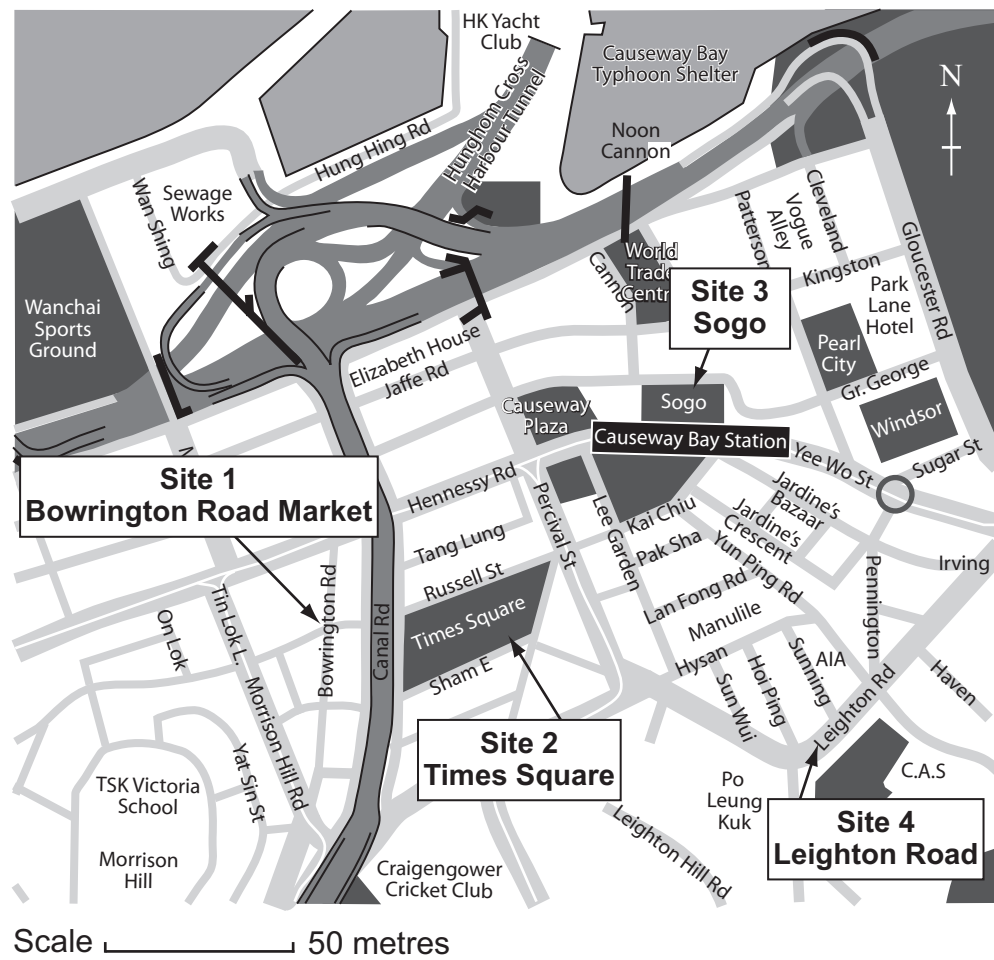 HK Yacht
Club
Causeway Bay
Typhoon Shelter
Hunghom Cross
Harbour Tunnel
Hung Hing Rd
Noon
Cannon
N
Sewage
Works
Wan Shing
Patterson
Vogue
Alley
Cleveland
Gloucester Rd
Kingston
Cannon
World
Trade
Centr
Wanchai
Sports
Ground
Site 3
Sogo
Park
Lane
Hotel
Pearl
City
Elizabeth House
Jaffe Rd
Gr. George
Causeway
Plaza
Sogo
Windsor
Causeway Bay Station
Yee Wo St
Sugar St
M
Site 1
Bowrington Road Market
Hennessy Rd
Percival St
Lee Garden
Kai Chiu
Jardine's
Bazaar
Jardine's
Crescent
Tang Lung
Pak Sha
Yun Ping Rd
Irving
Russell St
Pennington
Lan Fong Rd
Tin Lok L.
On Lok
Bowrington Rd
Canal Rd
Times Square
Manulile
Sham E
Hysan
Sun Wui
Hoi Ping
Sunning
AIA
Haven
Leighton Rd
Morrison Hill Rd
Site 2
Times Square
Yat Sin St
TSK Victoria
School
Po
Leung
Kuk
C.A.S
Site 4
Leighton Road
Leighton Hill Rd
Morrison
Hill
Craigengower
Cricket Club
Scale 50 metres